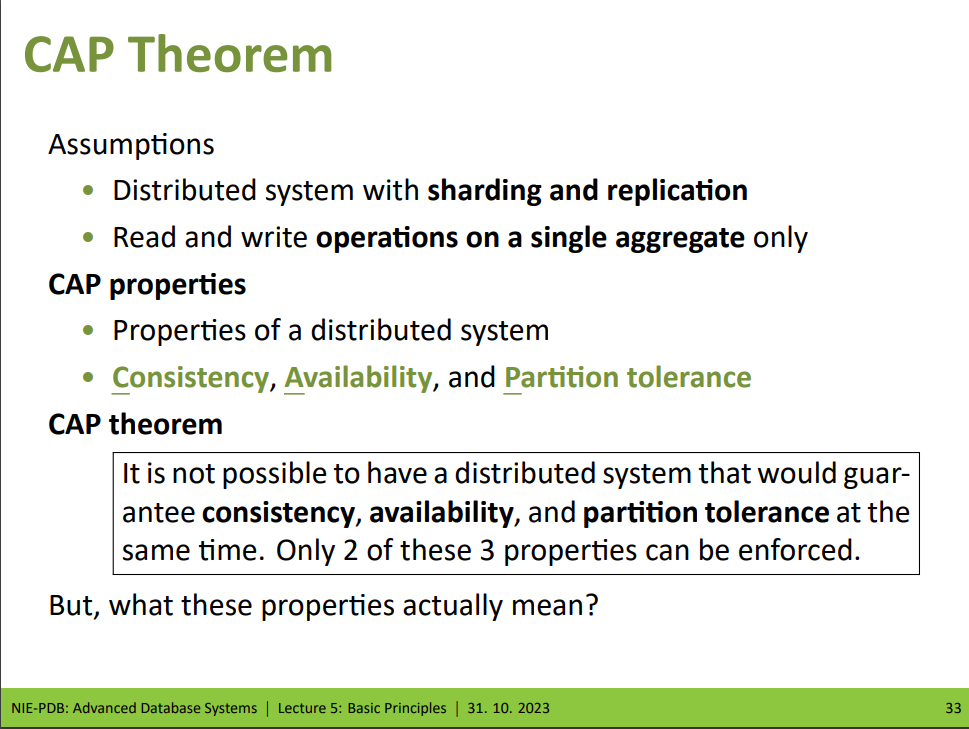 CAP Theorem
Assumptions
• Distributed system with sharding and replication
• Read and write operations on a single aggregate only
CAP properties
• Properties of a distributed system
• Consistency, Availability, and Partition tolerance
CAP theorem
It is not possible to have a distributed system that would guar-
antee consistency, availability, and partition tolerance at the
same time. Only 2 of these 3 properties can be enforced.
But, what these properties actually mean?
NIE-PDB: Advanced Database Systems | Lecture 5: Basic Principles | 31. 10. 2023 33